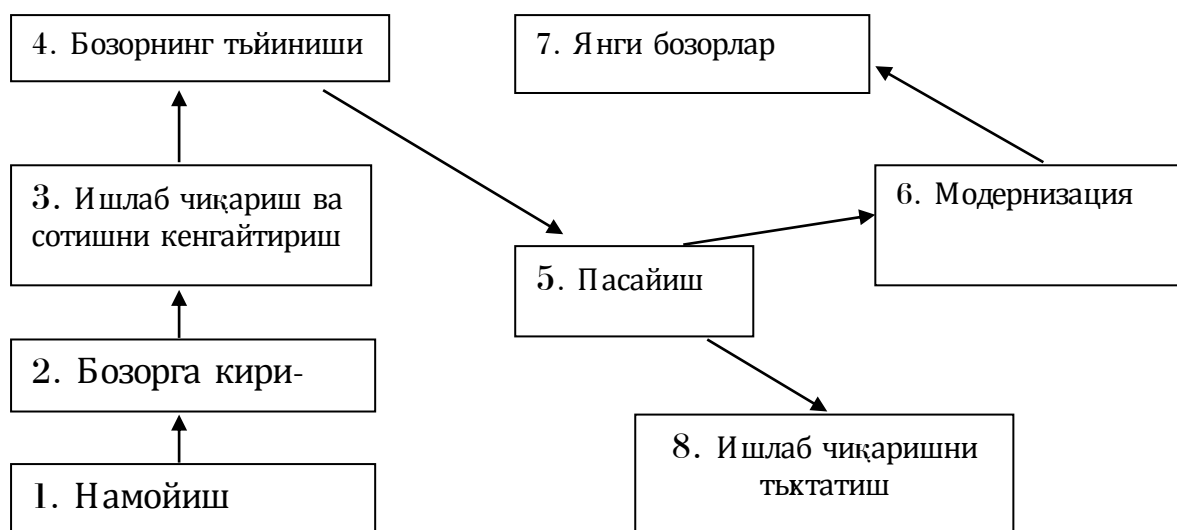 4. Бозорнинг тьйиниши
7. Янги бозорлар
3. Ишлаб чиқариш ва
сотишни кенгайтириш
6. Модернизация
5. Пасайиш
2. Бозорга кири-
8. Ишлаб чиқаришни
тьхтатиш
1. Намойиш